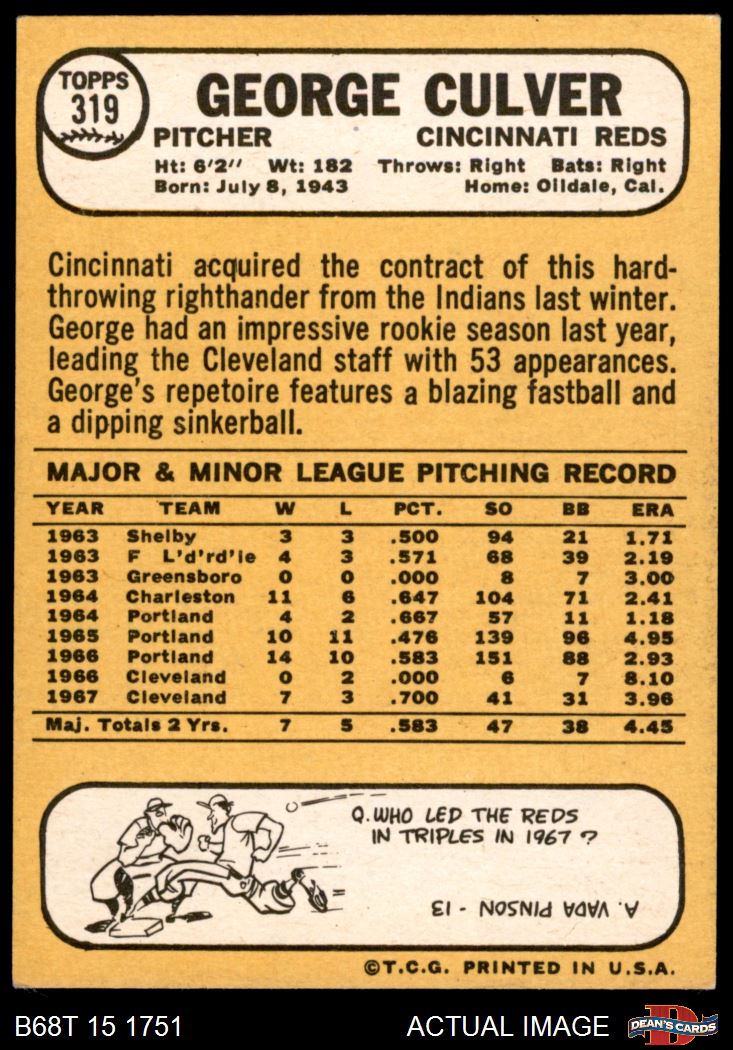 TOPPS
319
GEORGE CULVER
PITCHER CINCINNATI REDS
Ht: 6'2" Wt: 182 Throws: Right Bats: Right
Born: July 8, 1943 Home: Oildale, Cal.
Cincinnati acquired the contract of this hard-
throwing righthander from the Indians last winter.
George had an impressive rookie season last year,
leading the Cleveland staff with 53 appearances.
George's repetoire features a blazing fastball and
a dipping sinkerball.
MAJOR & MINOR LEAGUE PITCHING RECORD
YEAR TEAM W L PCT. SO BB ERA
1963 Shelby 3 3 .500 94 21 1.71
1963 F L'd'rd'le 4 3 .571 68 39 2.19
1963 Greensboro 0 0 .000 8 7 3.00
1964 Charleston 11 6 .647 104 71 2.41
1964 Portland 4 2 .667 57 11 1.18
1965 Portland 10 11 .476 139 96 4.95
1966 Portland 14 10 .583 151 88 2.93
1966 Cleveland 0 2 .000 6 7 8.10
1967 Cleveland 7 3 .700 41 31 3.96
Maj. Totals 2 Yrs. 7 5 .583 47 38 4.45
Q. WHO LED THE REDS
IN TRIPLES IN 1967?
A. VADA PINSON - 13
©T.C.G. PRINTED IN U.S.A.
B68T 15 1751 ACTUAL IMAGE D DEAN'S CARDS